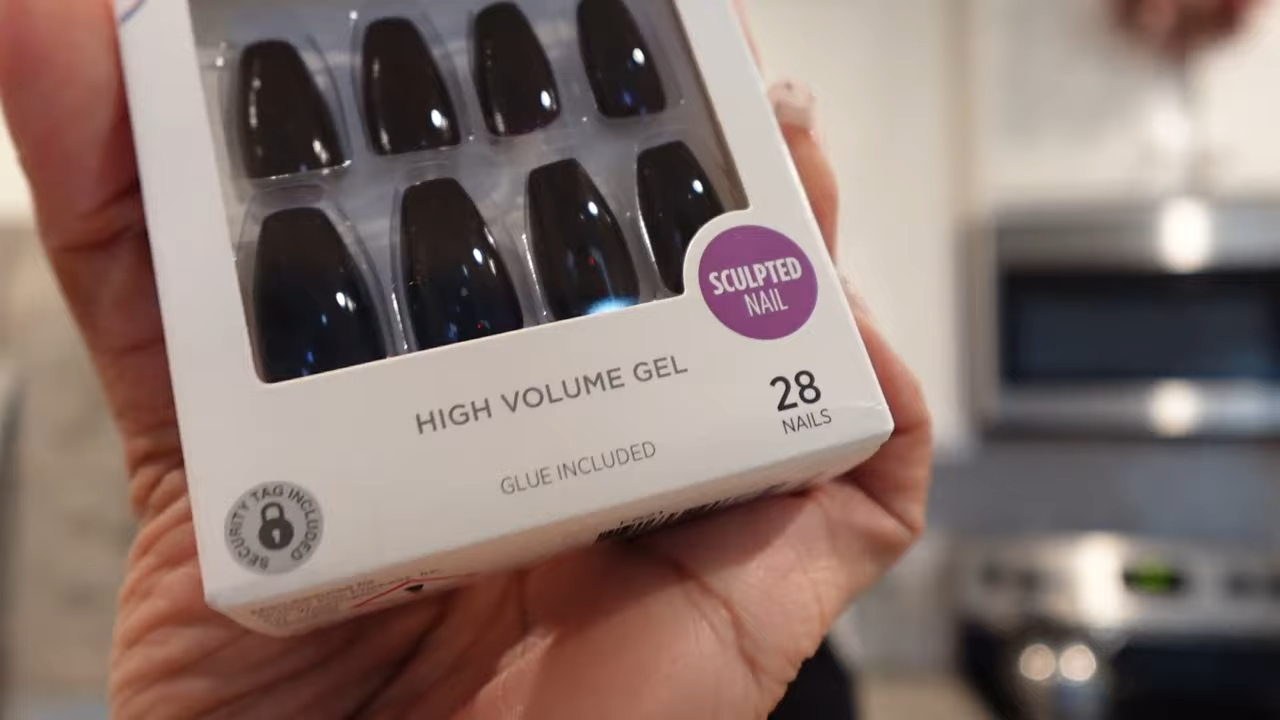 SCULPTED
NAIL
HIGH VOLUME GEL
28
NAILS
GLUE INCLUDED
SECURITY TAG INCLUDED